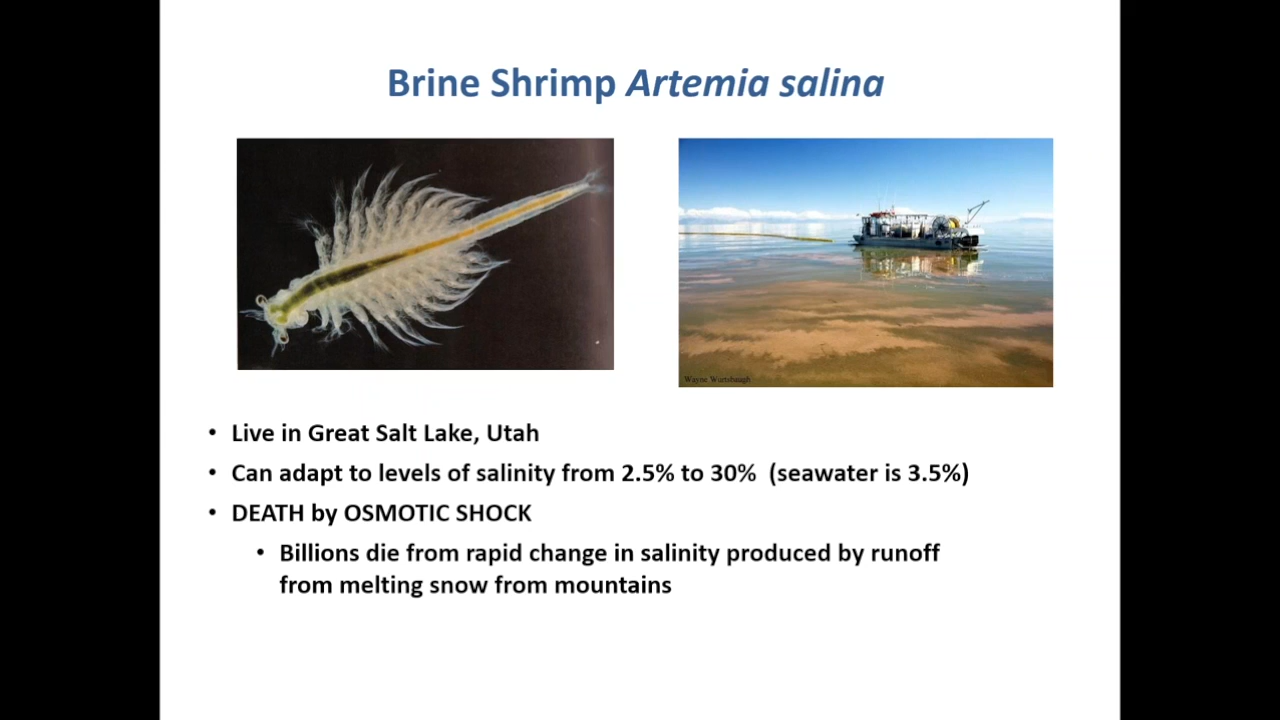 Brine Shrimp Artemia salina
Wayne Wurtsbaugh
• Live in Great Salt Lake, Utah
• Can adapt to levels of salinity from 2.5% to 30% (seawater is 3.5%)
• DEATH by OSMOTIC SHOCK
• Billions die from rapid change in salinity produced by runoff
from melting snow from mountains